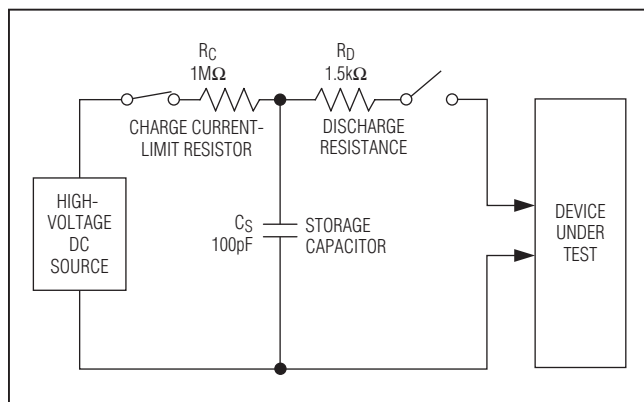 RC
1MΩ
RD
1.5kΩ
CHARGE CURRENT-
LIMIT RESISTOR
DISCHARGE
RESISTANCE
HIGH-
VOLTAGE
DC
SOURCE
CS
100pF
STORAGE
CAPACITOR
DEVICE
UNDER
TEST